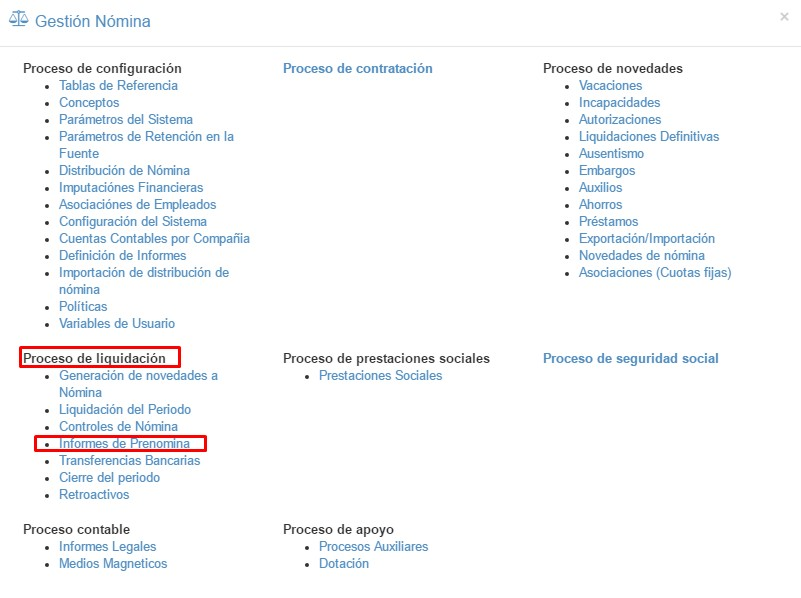 Gestión Nómina
×
Proceso de configuración
Tablas de Referencia
Conceptos
Parámetros del Sistema
Parámetros de Retención en la
Fuente
Distribución de Nómina
Imputaciónes Financieras
Asociaciónes de Empleados
Configuración del Sistema
Cuentas Contables por Compañia
Definición de Informes
Importación de distribución de
nómina
Políticas
Variables de Usuario
Proceso de contratación
Proceso de novedades
Vacaciones
Incapacidades
Autorizaciones
Liquidaciones Definitivas
Ausentismo
Embargos
Auxilios
Ahorros
Préstamos
Exportación/Importación
Novedades de nómina
Asociaciones (Cuotas fijas)
Proceso de liquidación
Generación de novedades a
Nómina
Liquidación del Periodo
Controles de Nómina
Informes de Prenomina
Transferencias Bancarias
Cierre del periodo
Retroactivos
Proceso de prestaciones sociales
Prestaciones Sociales
Proceso de seguridad social
Proceso contable
Informes Legales
Medios Magneticos
Proceso de apoyo
Procesos Auxiliares
Dotación